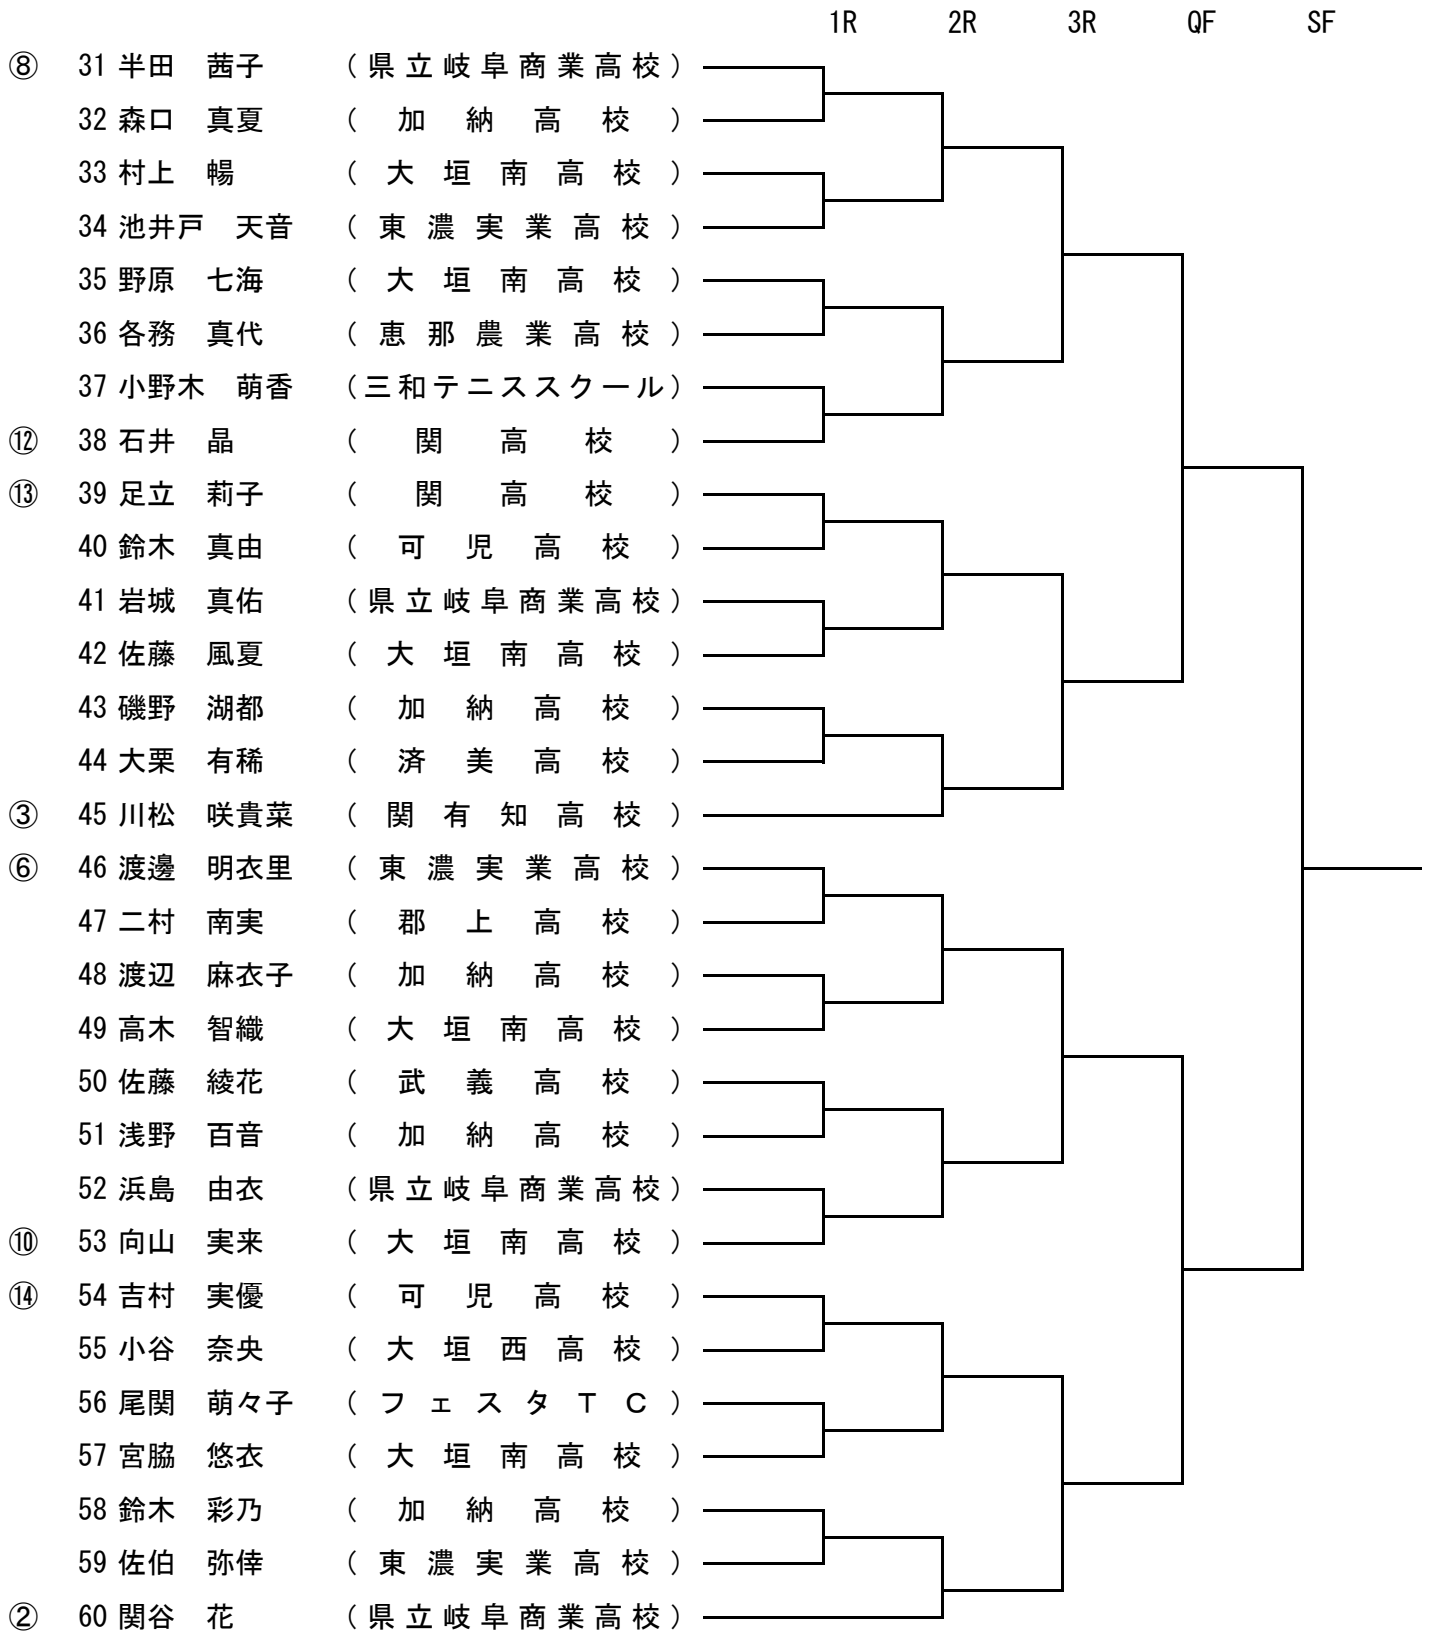 1R 2R 3R QF SF
⑧ 31 半田 茜子 (県立岐阜商業高校)
32 森口 真夏 (加納高校)
33 村上 暢 (大垣南高校)
34 池井戸 天音 (東濃実業高校)
35 野原 七海 (大垣南高校)
36 各務 真代 (恵那農業高校)
37 小野木 萌香 (三和テニススクール)
⑫ 38 石井 晶 (関高校)
⑬ 39 足立 莉子 (関高校)
40 鈴木 真由 (可児高校)
41 岩城 真佑 (県立岐阜商業高校)
42 佐藤 風夏 (大垣南高校)
43 磯野 湖都 (加納高校)
44 大栗 有稀 (済美高校)
③ 45 川松 咲貴菜 (関有知高校)
⑥ 46 渡邊 明衣里 (東濃実業高校)
47 二村 南実 (郡上高校)
48 渡辺 麻衣子 (加納高校)
49 高木 智織 (大垣南高校)
50 佐藤 綾花 (武義高校)
51 浅野 百音 (加納高校)
52 浜島 由衣 (県立岐阜商業高校)
⑩ 53 向山 実来 (大垣南高校)
⑭ 54 吉村 実優 (可児高校)
55 小谷 奈央 (大垣西高校)
56 尾関 萌々子 (フェスタTC)
57 宮脇 悠衣 (大垣南高校)
58 鈴木 彩乃 (加納高校)
59 佐伯 弥倖 (東濃実業高校)
② 60 関谷 花 (県立岐阜商業高校)